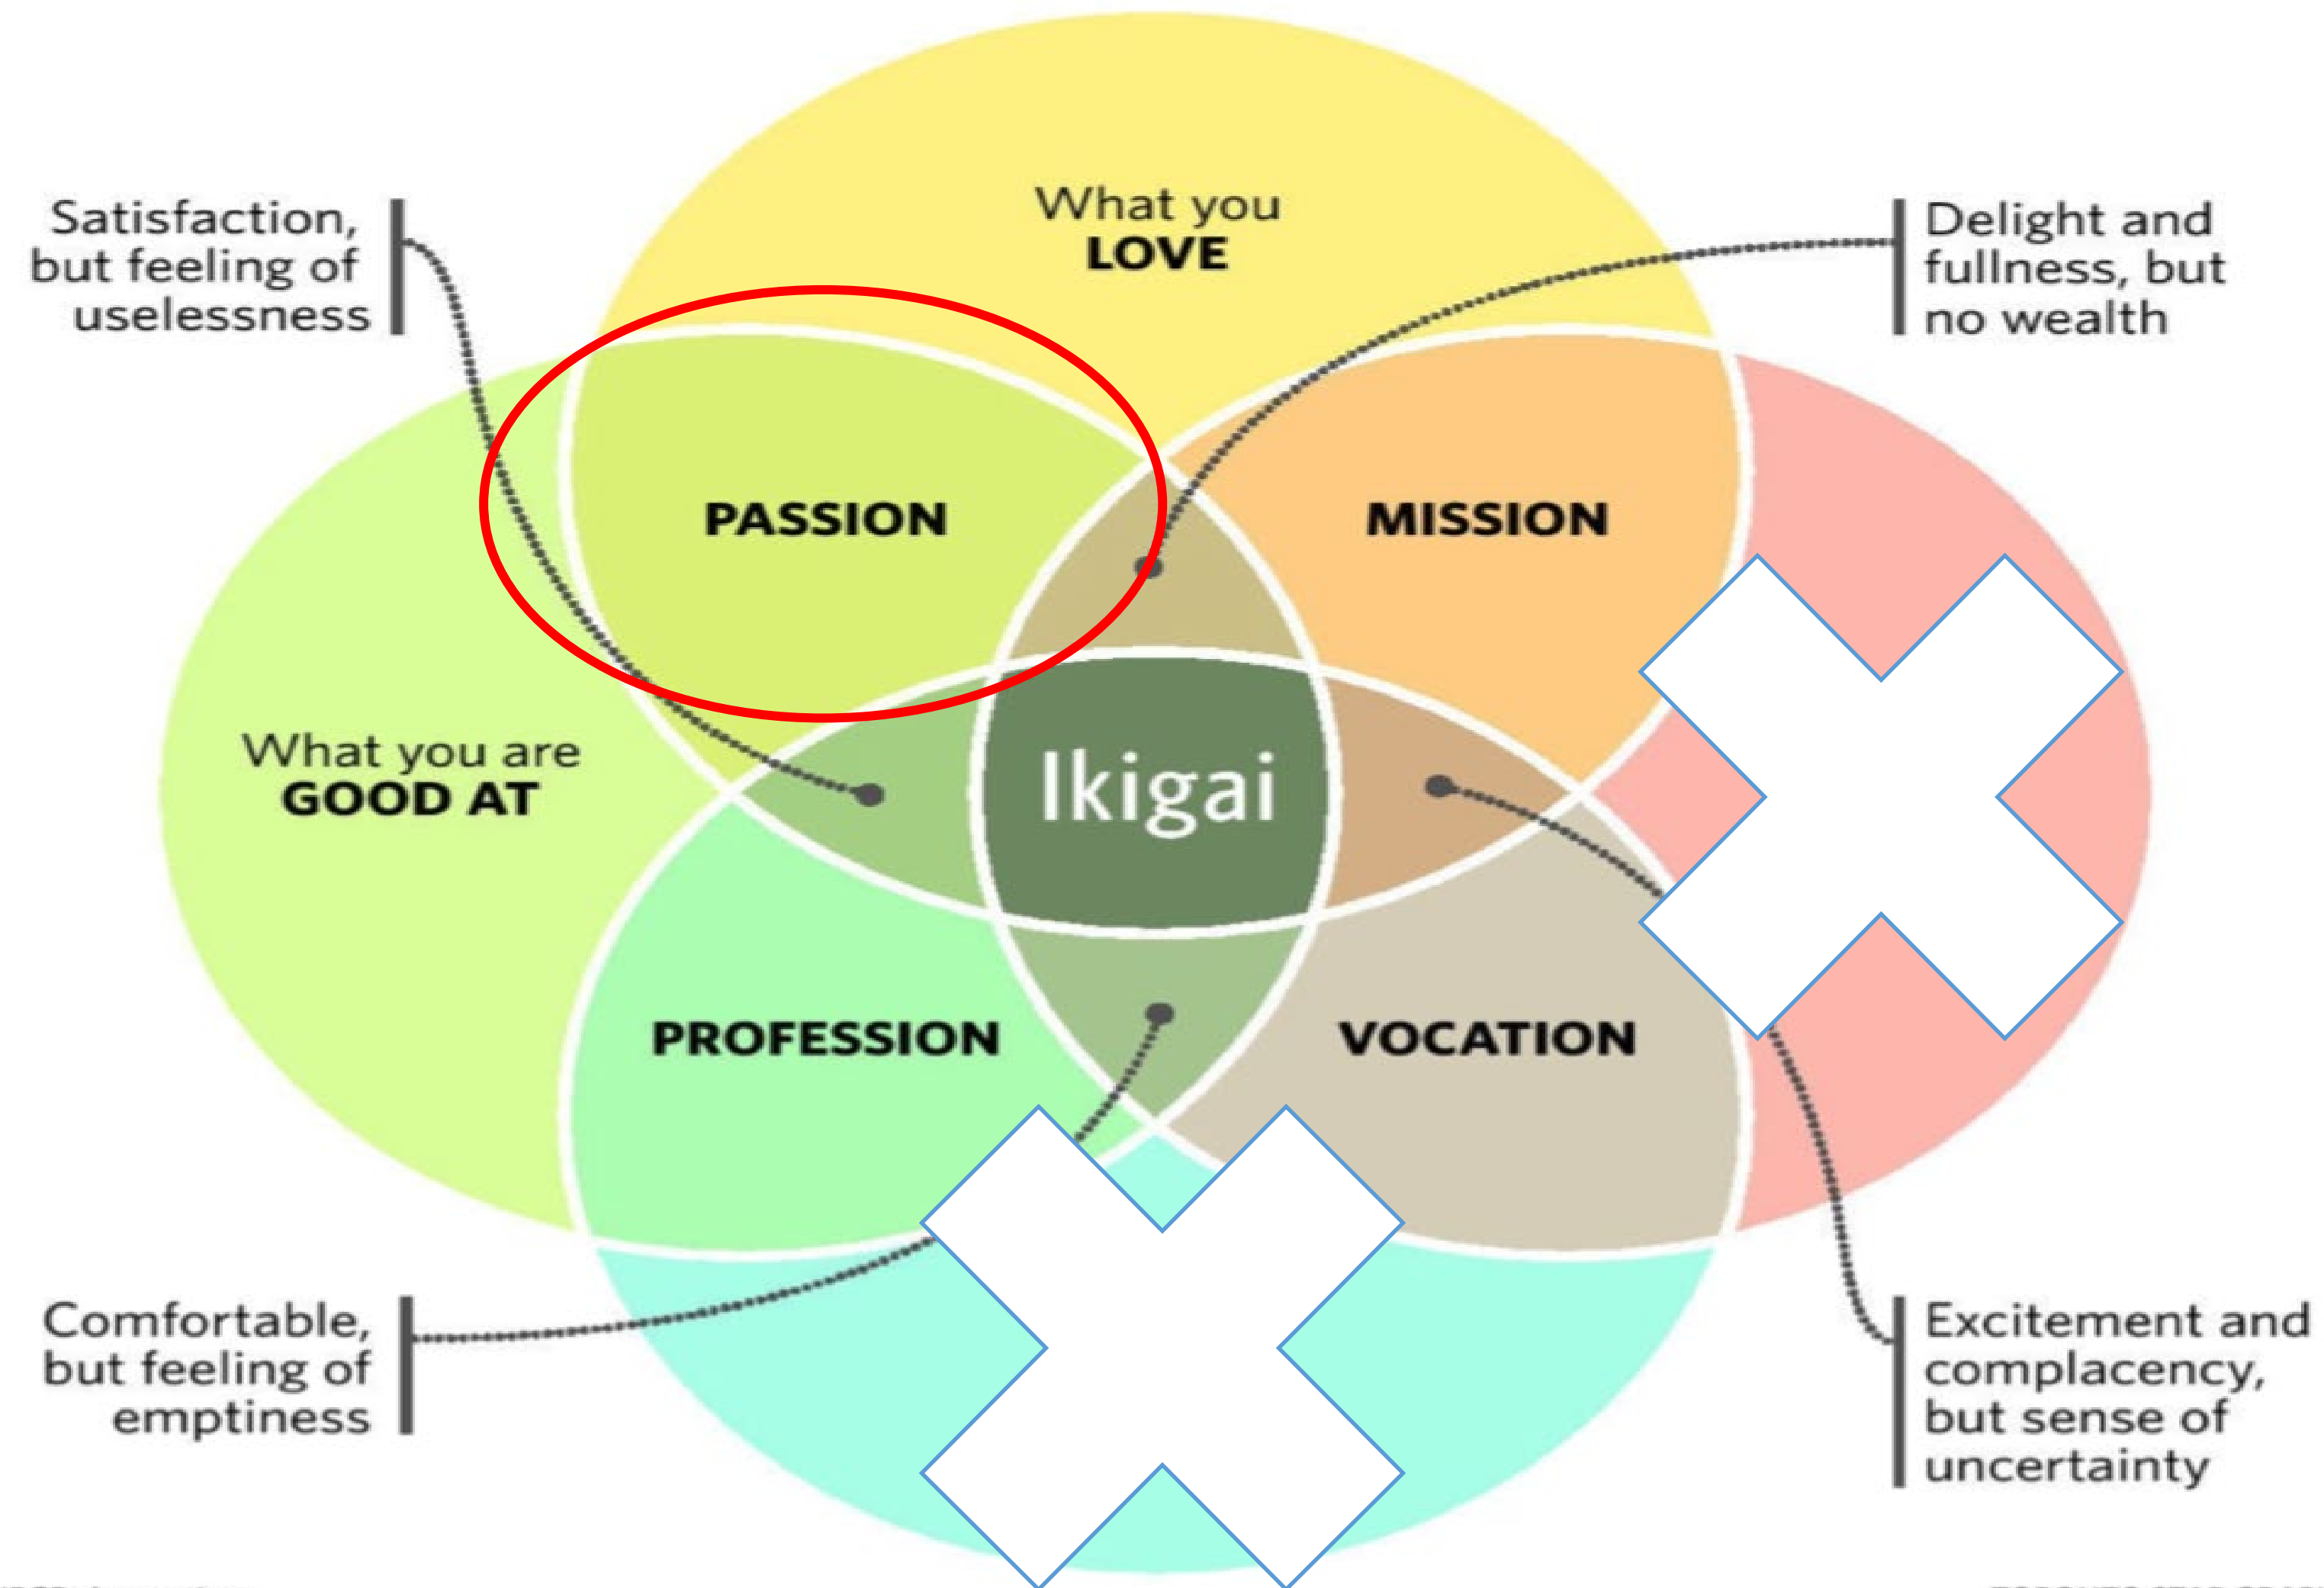 What you
LOVE
Satisfaction,
but feeling of
uselessness
Delight and
fullness, but
no wealth
PASSION
MISSION
What you are
GOOD AT
Ikigai
PROFESSION
VOCATION
Comfortable,
but feeling of
emptiness
Excitement and
complacency,
but sense of
uncertainty